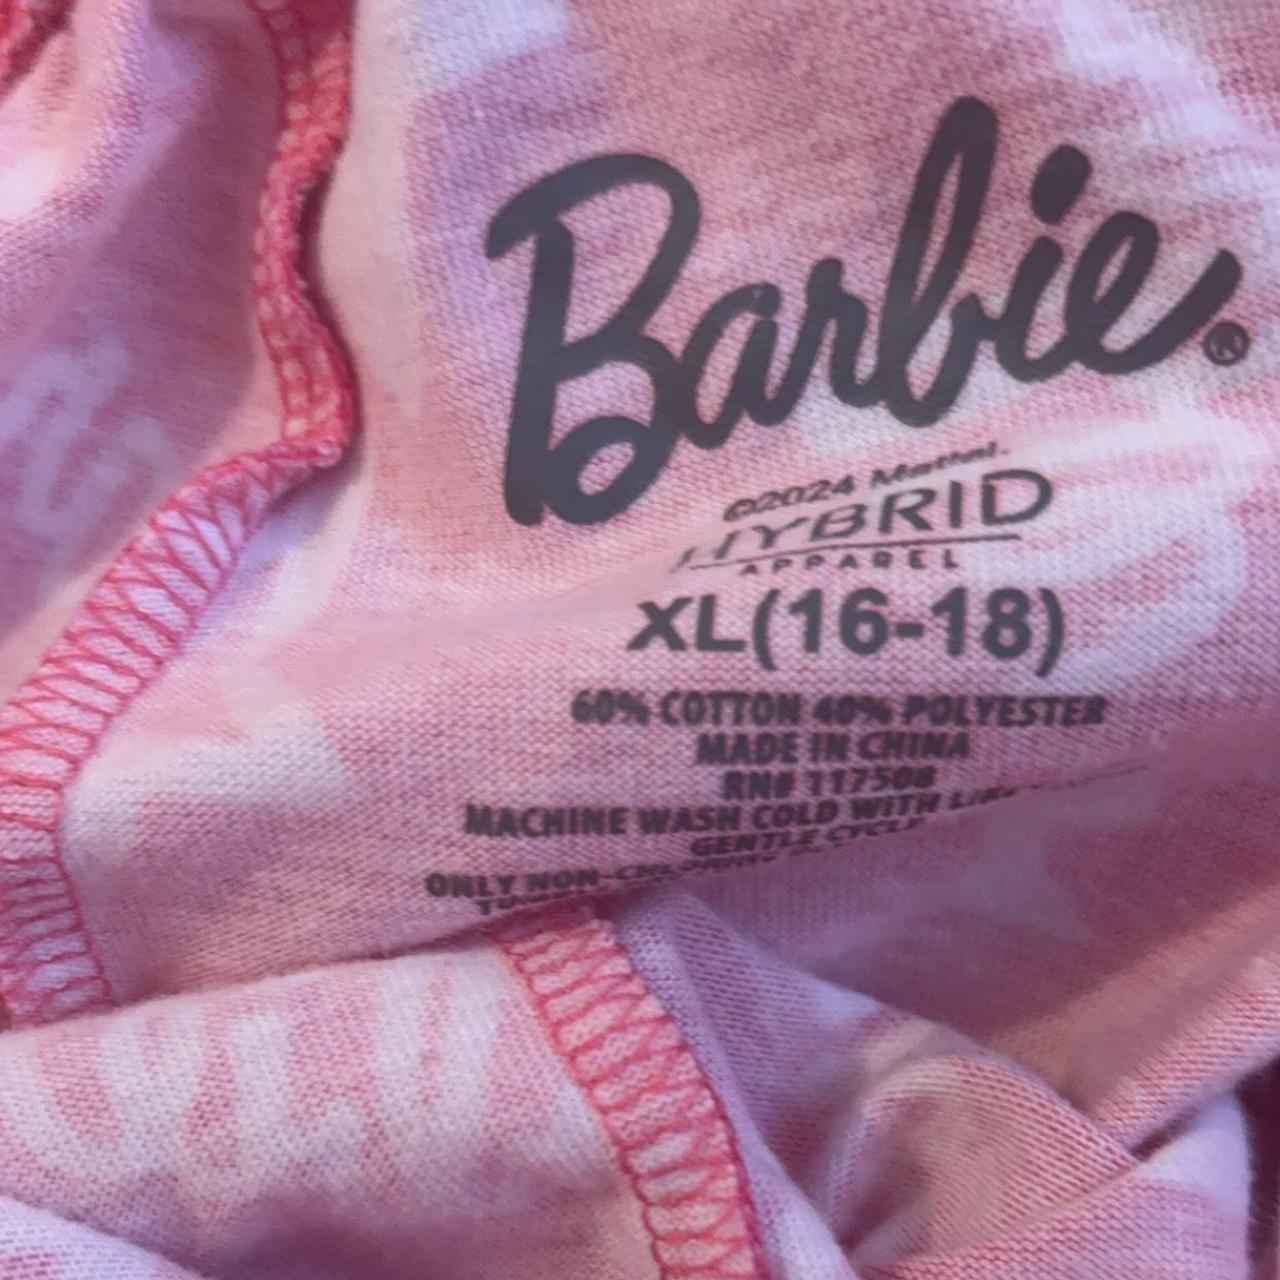 Barbie®
©2024 Mattel.
HYBRID
APPAREL
XL(16-18)
60% COTTON 40% POLYESTER
MADE IN CHINA
RN# 117508
MACHINE WASH COLD WITH
GENTLE CYCLE
ONLY NON-